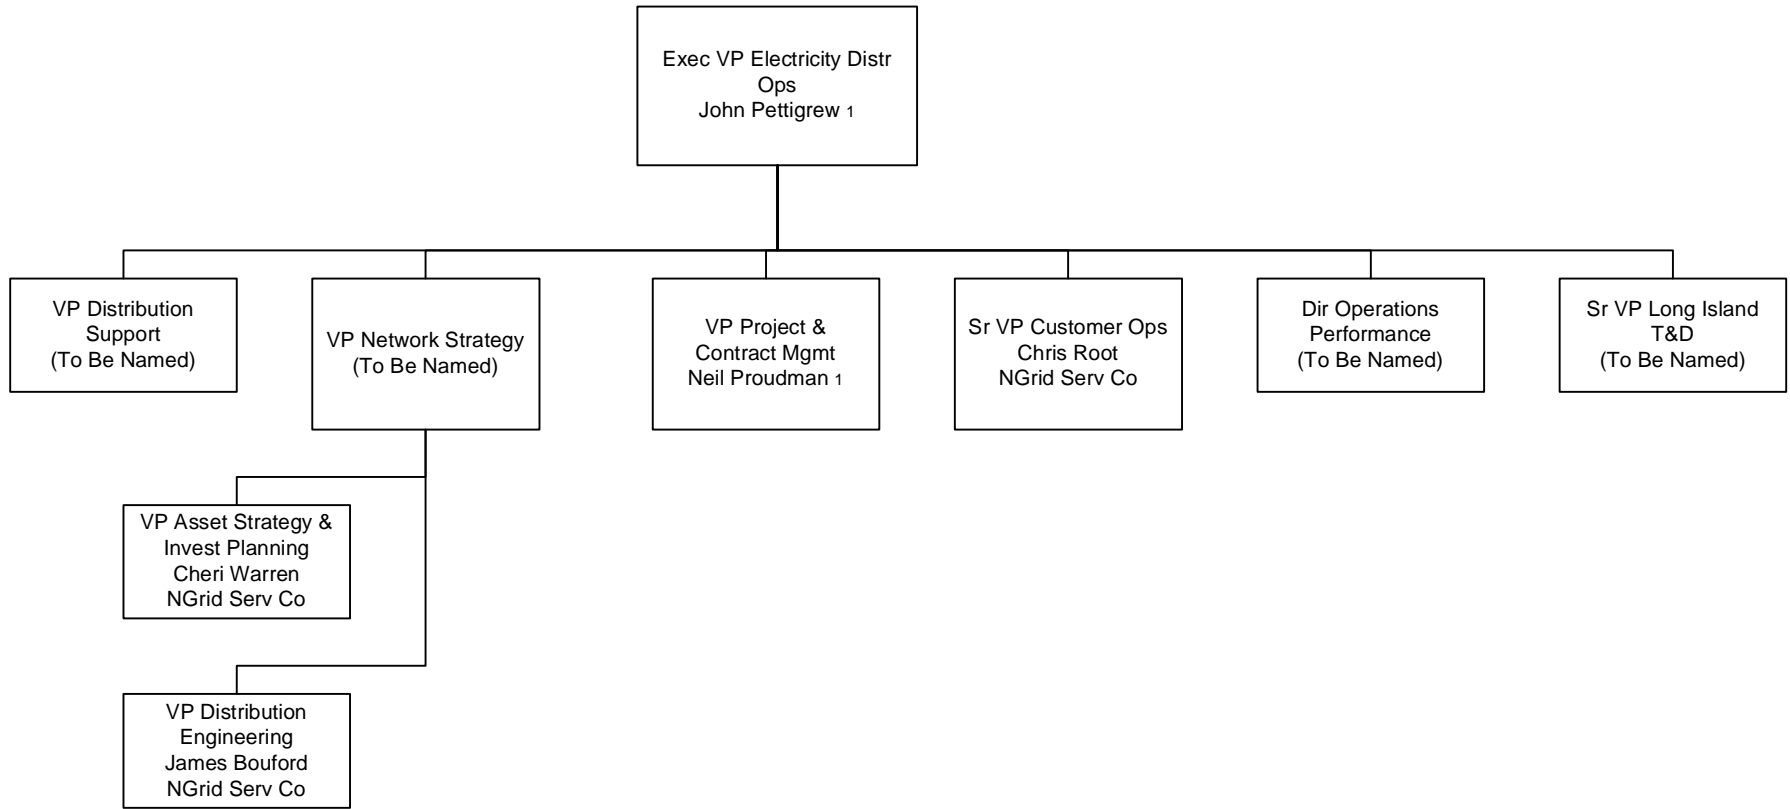 Exec VP Electricity Distr
Ops
John Pettigrew 1
VP Distribution
Support
(To Be Named)
VP Network Strategy
(To Be Named)
VP Project &
Contract Mgmt
Neil Proudman 1
Sr VP Customer Ops
Chris Root
NGrid Serv Co
Dir Operations
Performance
(To Be Named)
Sr VP Long Island
T&D
(To Be Named)
VP Asset Strategy &
Invest Planning
Cheri Warren
NGrid Serv Co
VP Distribution
Engineering
James Bouford
NGrid Serv Co